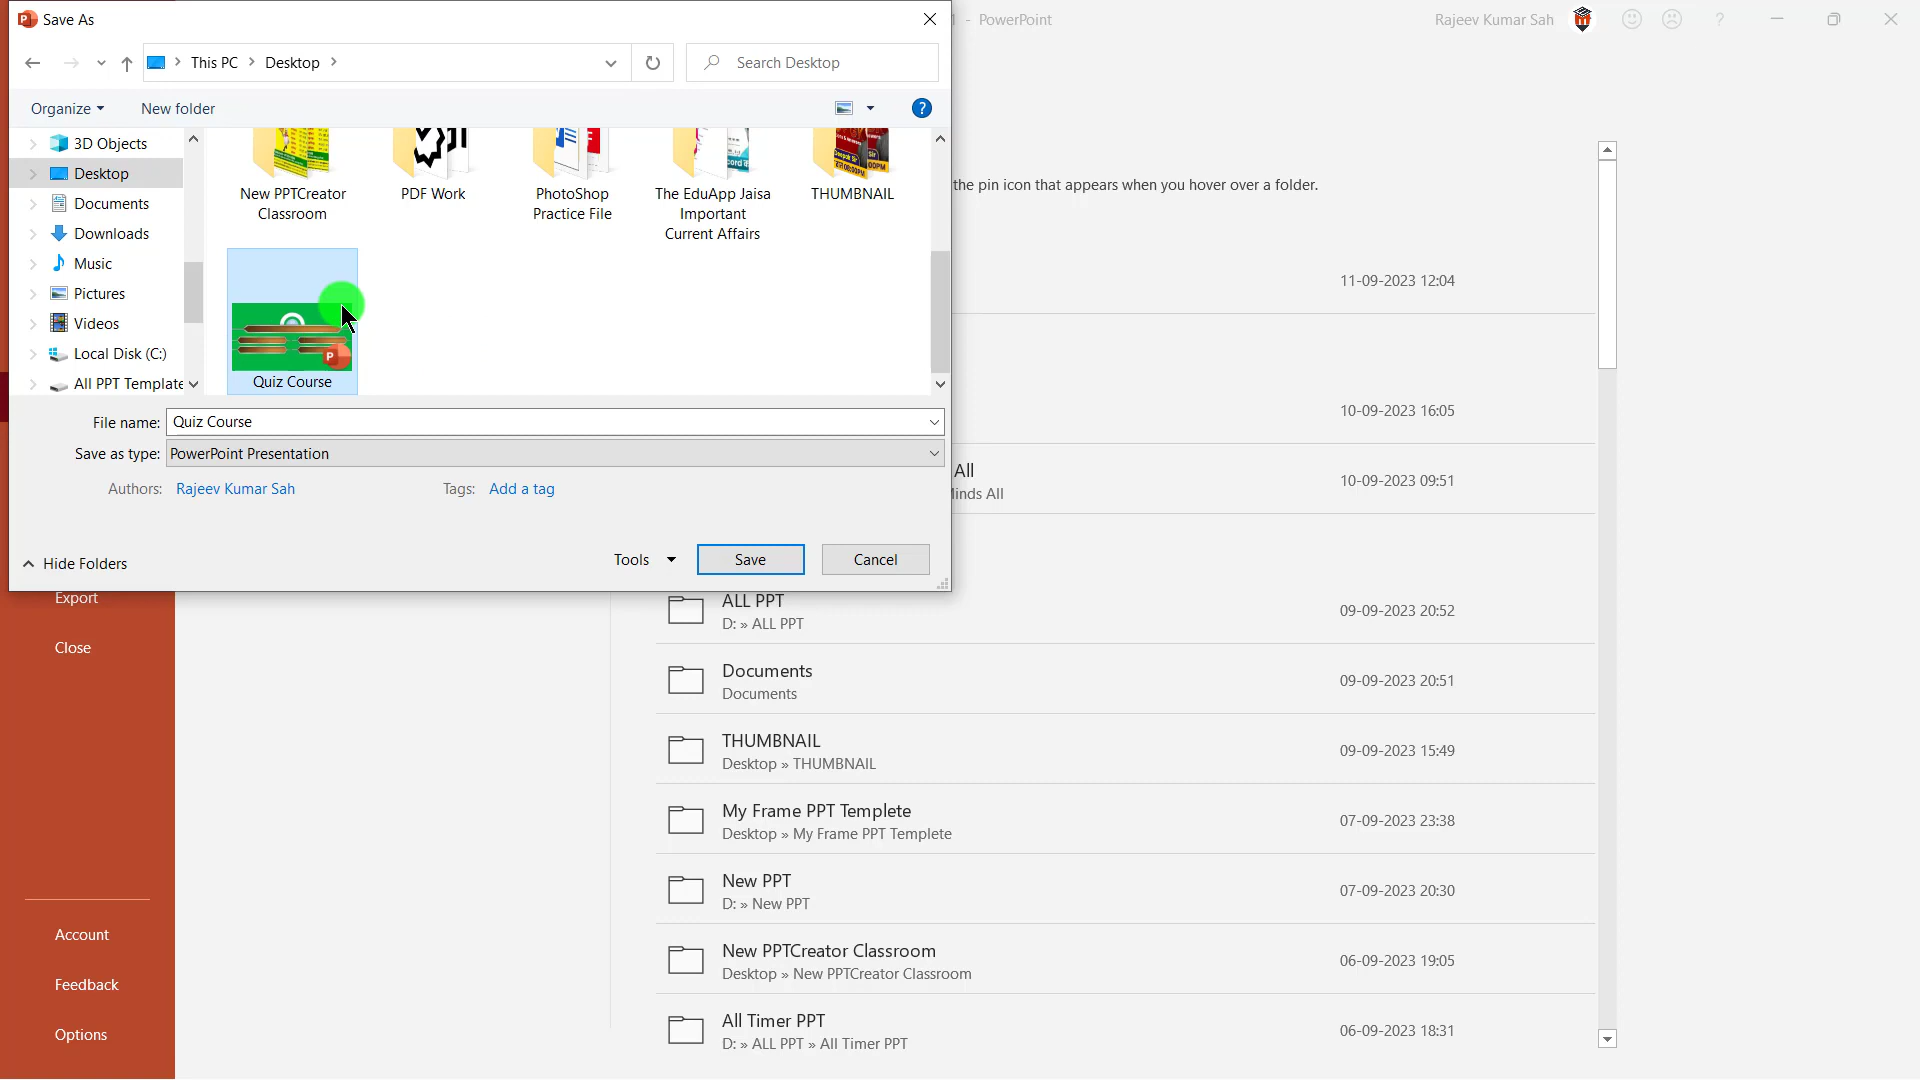 Save As
1 - PowerPoint
Rajeev Kumar Sah
This PC
Desktop
Search Desktop
Organize
New folder
3D Objects
Desktop
Documents
Downloads
Music
Pictures
Videos
Local Disk (C:)
All PPT Template
New PPTCreator
Classroom
PDF Work
PhotoShop
Practice File
The EduApp Jaisa
Important
Current Affairs
THUMBNAIL
Quiz Course
File name: Quiz Course
Save as type: PowerPoint Presentation
Authors: Rajeev Kumar Sah
Tags: Add a tag
Hide Folders
Tools
Save
Cancel
the pin icon that appears when you hover over a folder.
11-09-2023 12:04
10-09-2023 16:05
All
Minds All
10-09-2023 09:51
ALL PPT
D: » ALL PPT
09-09-2023 20:52
Documents
Documents
09-09-2023 20:51
THUMBNAIL
Desktop » THUMBNAIL
09-09-2023 15:49
My Frame PPT Templete
Desktop » My Frame PPT Templete
07-09-2023 23:38
New PPT
D: » New PPT
07-09-2023 20:30
New PPTCreator Classroom
Desktop » New PPTCreator Classroom
06-09-2023 19:05
All Timer PPT
D: » ALL PPT » All Timer PPT
06-09-2023 18:31
Export
Close
Account
Feedback
Options